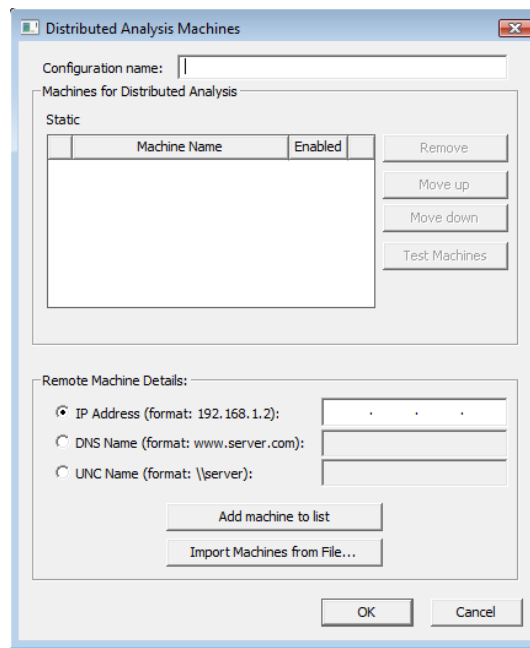 Distributed Analysis Machines
Configuration name:
Machines for Distributed Analysis
Static
Machine Name Enabled
Remove
Move up
Move down
Test Machines
Remote Machine Details:
IP Address (format: 192.168.1.2):
DNS Name (format: www.server.com):
UNC Name (format: \\server):
Add machine to list
Import Machines from File...
OK Cancel